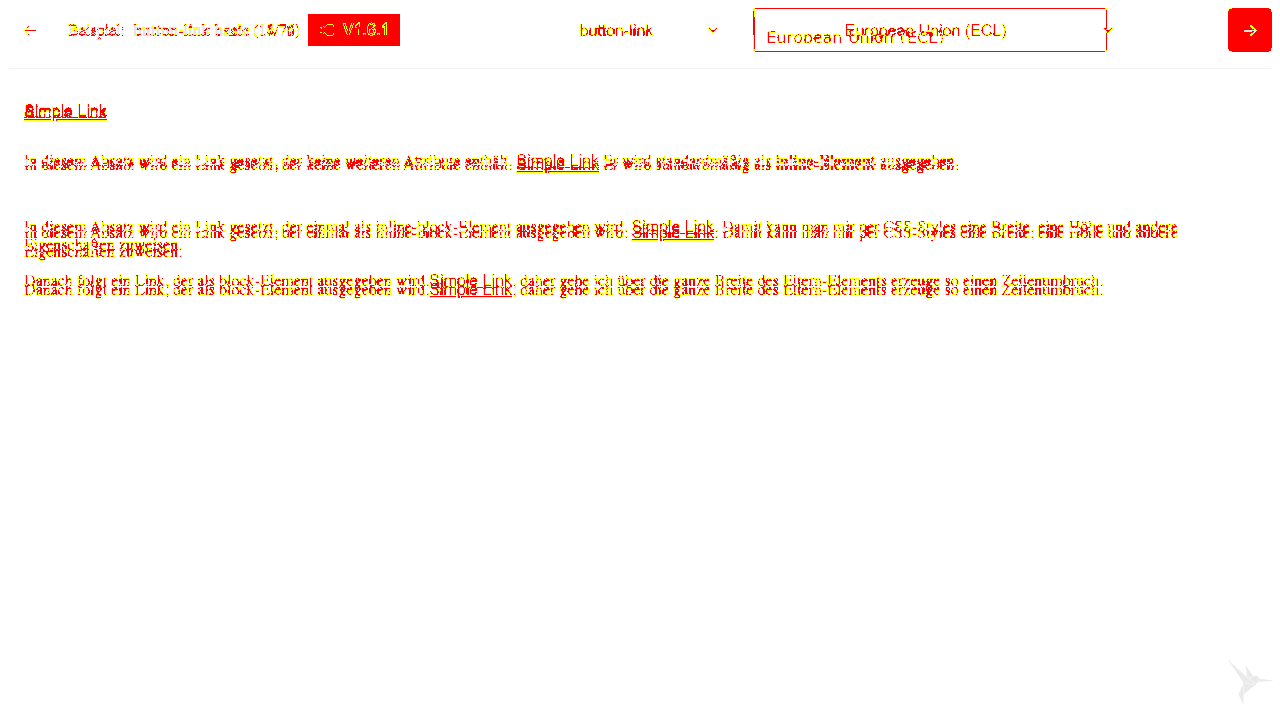 Beispiel: button-link basic
V1.6.1
button-link
European Union (ECL)
European Union (ECL)
Simple Link
In diesem Absatz wird ein Link gesetzt, der keine weiteren Attribute enthält. Simple Link Er wird standardmäßig als Inline-Element ausgegeben.
In diesem Absatz wird ein Link gesetzt, der einmal als inline-block-Element ausgegeben wird. Simple Link. Damit kann man mir per CSS-Styles eine Breite, eine Höhe und andere
Eigenschaften zuweisen.
Danach folgt ein Link, der als block-Element ausgegeben wird.Simple Link, daher gehe ich über die ganze Breite des Eltern-Elements erzeuge so einen Zeilenumbruch.